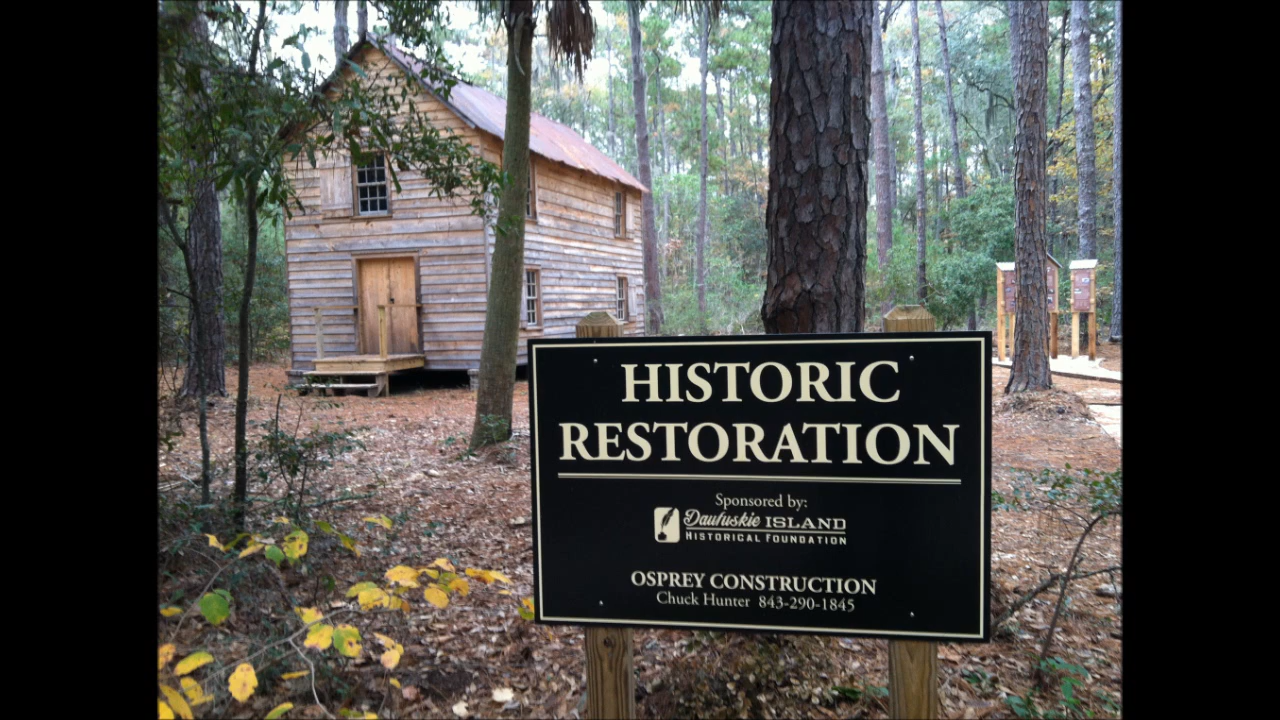 HISTORIC
RESTORATION
Sponsored by:
Daufuskie ISLAND
HISTORICAL FOUNDATION
OSPREY CONSTRUCTION
Chuck Hunter 843-290-1845